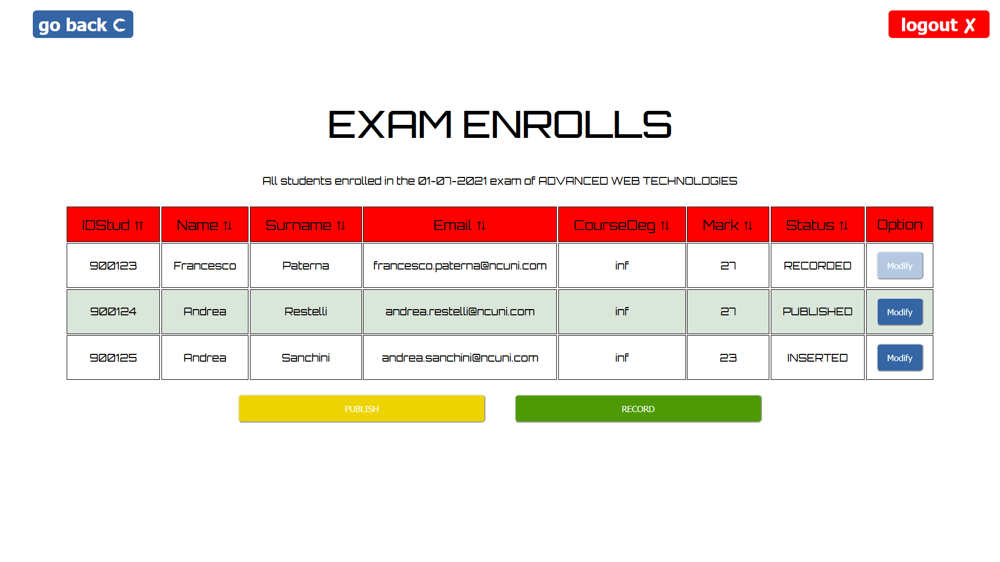 go back
logout ✗
EXAM ENROLLS
All students enrolled in the 01-07-2021 exam of ADVANCED WEB TECHNOLOGIES
IDStud ⇈ Name ⇅ Surname ⇅ Email ⇅ CourseDeg ⇅ Mark ⇅ Status ⇅ Option
900123 Francesco Paterna francesco.paterna@ncuni.com inf 27 RECORDED Modify
900124 Andrea Restelli andrea.restelli@ncuni.com inf 27 PUBLISHED Modify
900125 Andrea Sanchini andrea.sanchini@ncuni.com inf 23 INSERTED Modify
PUBLISH RECORD